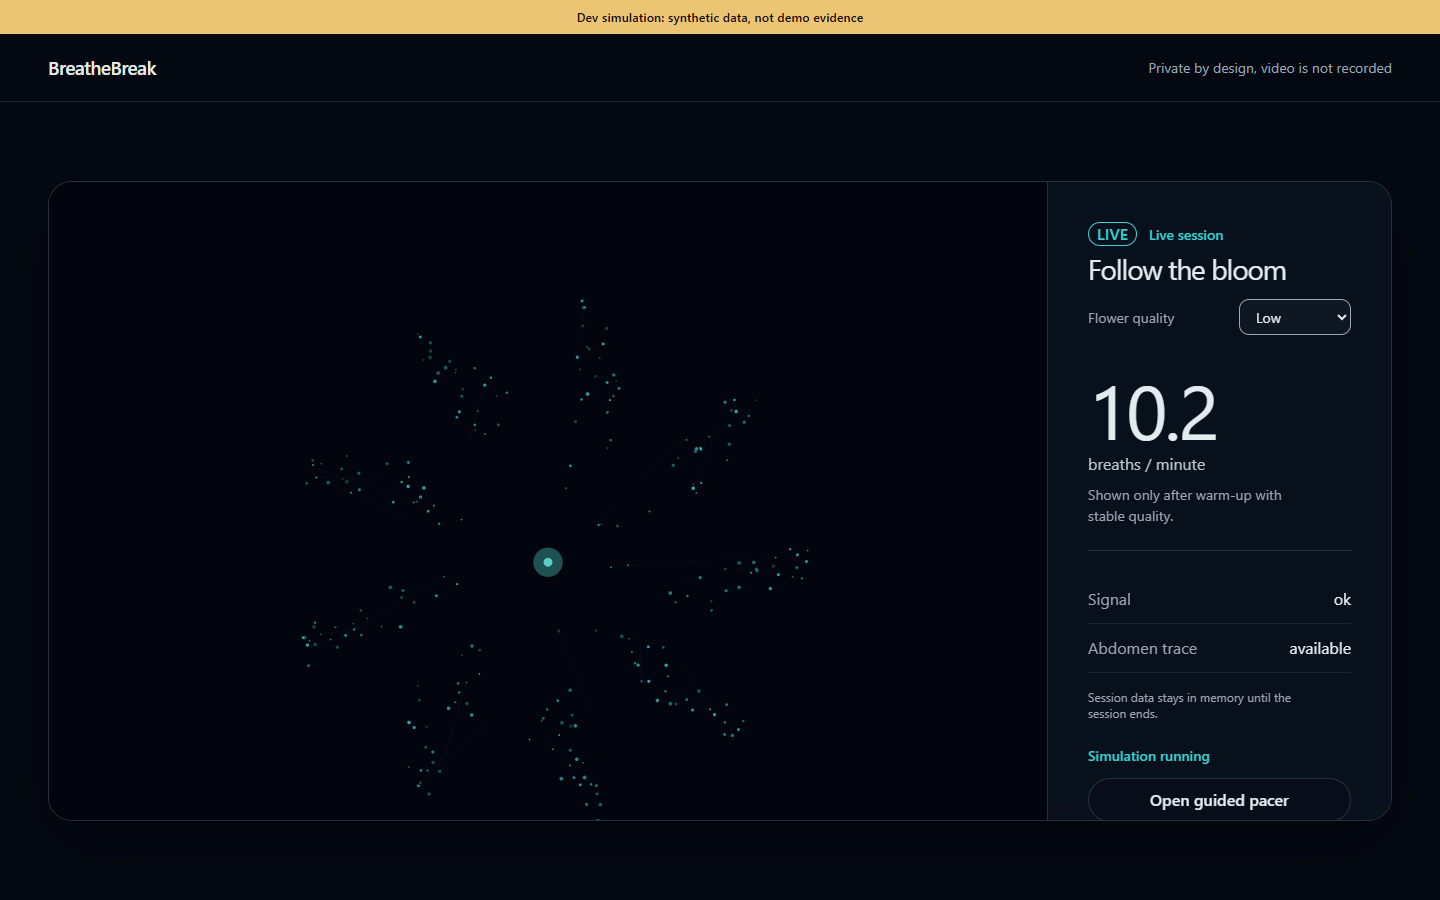 Dev simulation: synthetic data, not demo evidence
BreatheBreak
Private by design, video is not recorded
LIVE
Live session
Follow the bloom
Flower quality
Low
10.2
breaths / minute
Shown only after warm-up with
stable quality.
Signal
ok
Abdomen trace
available
Session data stays in memory until the
session ends.
Simulation running
Open guided pacer